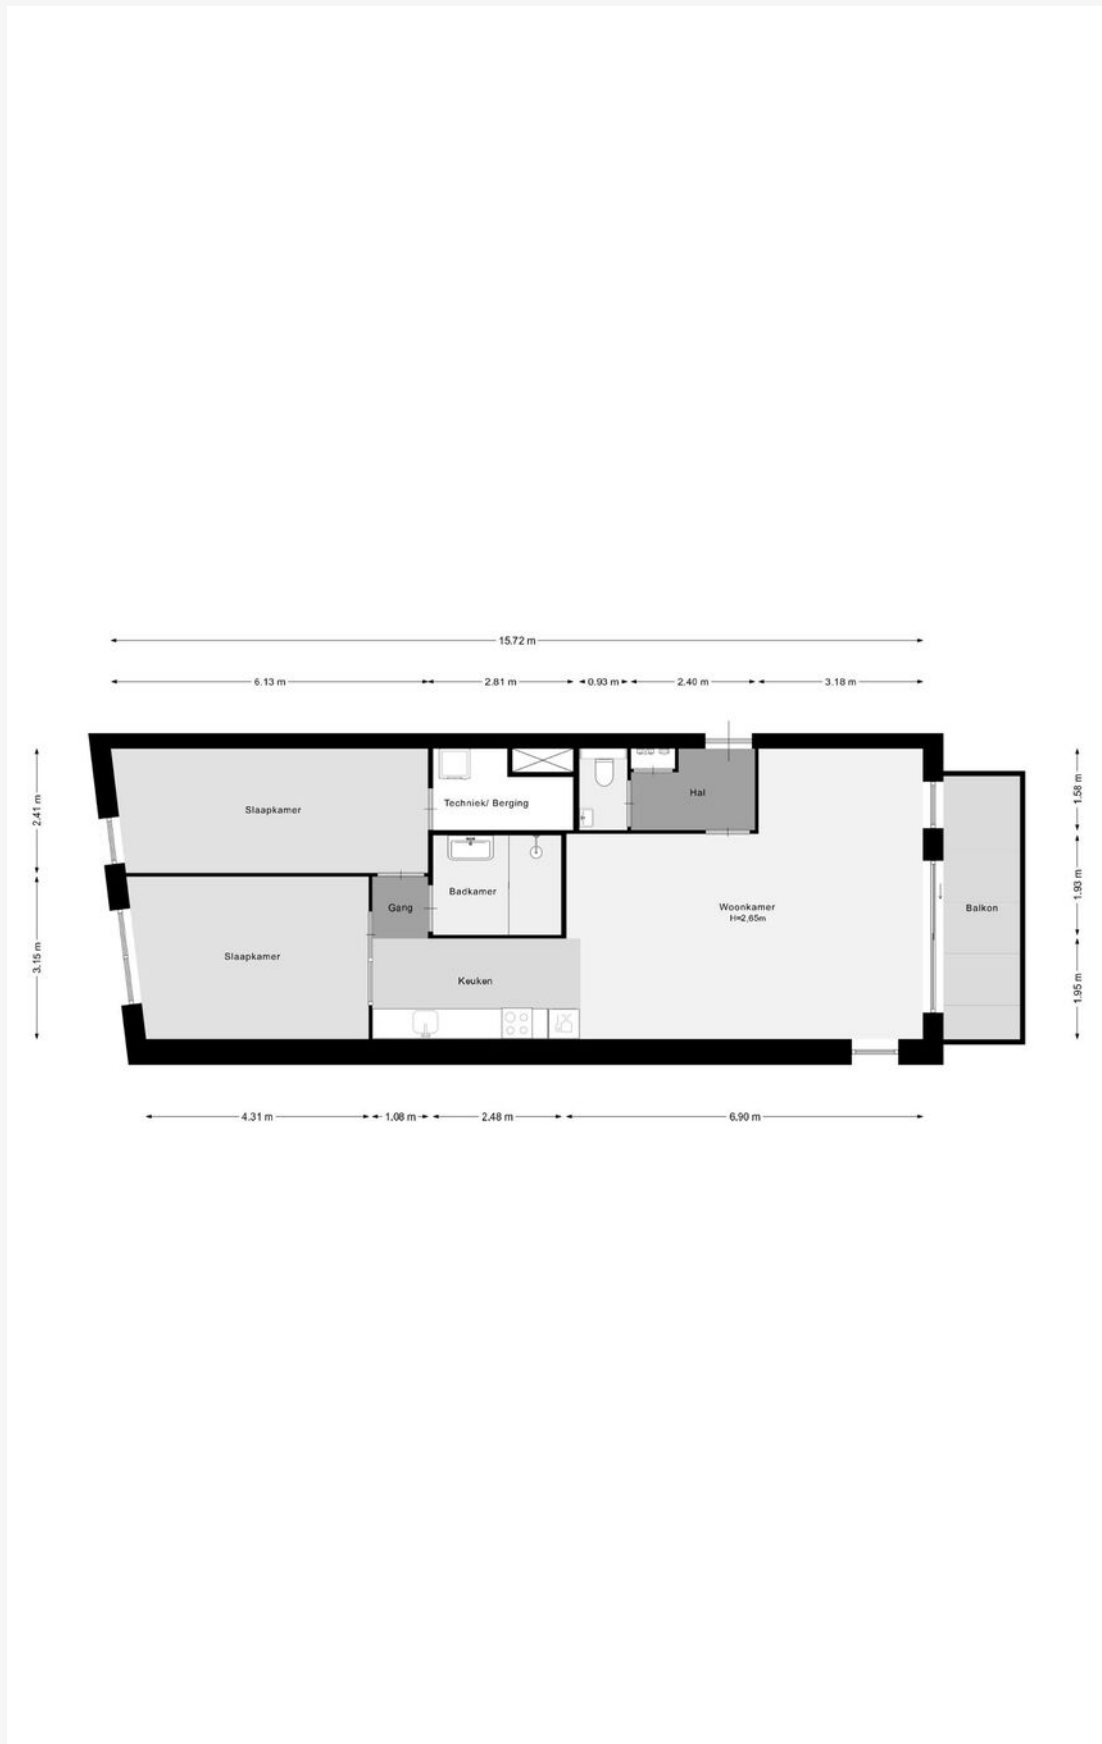 15.72 m
6.13 m
2.81 m
0.93 m
2.40 m
3.18 m
2.41 m
3.15 m
1.58 m
1.93 m
1.95 m
Slaapkamer
Techniek/ Berging
Hal
Badkamer
Gang
Woonkamer
H=2,65m
Balkon
Slaapkamer
Keuken
4.31 m
1.08 m
2.48 m
6.90 m